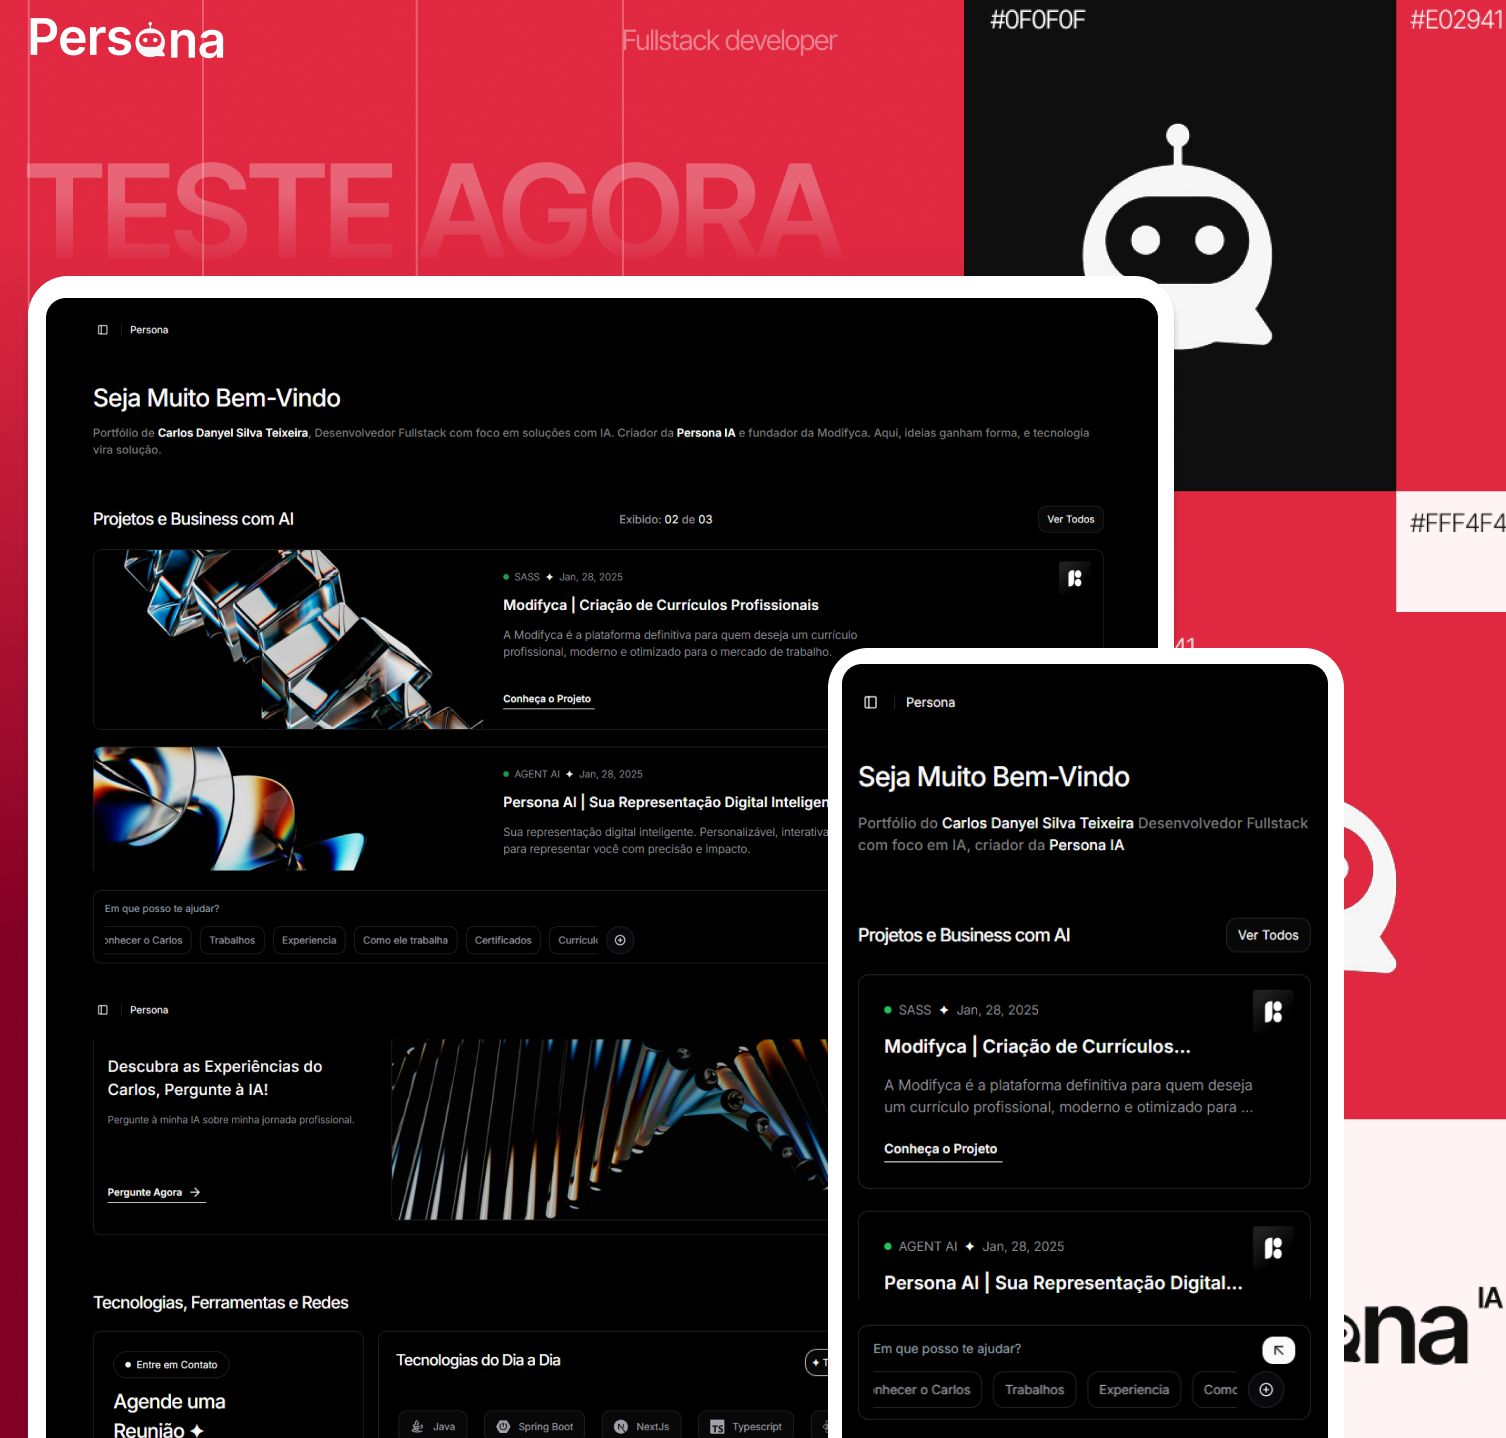 Persona
Fullstack developer
#0F0F0F
#E02941
TESTE AGORA
#FFF4F4
41
Persona
Seja Muito Bem-Vindo
Portfólio de Carlos Danyel Silva Teixeira, Desenvolvedor Fullstack com foco em soluções com IA. Criador da Persona IA e fundador da Modifyca. Aqui, ideias ganham forma, e tecnologia
vira solução.
Projetos e Business com AI
Exibido: 02 de 03
Ver Todos
SASS ✦ Jan, 28, 2025
Modifyca | Criação de Currículos Profissionais
A Modifyca é a plataforma definitiva para quem deseja um currículo
profissional, moderno e otimizado para o mercado de trabalho.
Conheça o Projeto
AGENT AI ✦ Jan, 28, 2025
Persona AI | Sua Representação Digital Inteligen
Sua representação digital inteligente. Personalizável, interativa
para representar você com precisão e impacto.
Em que posso te ajudar?
onhecer o Carlos
Trabalhos
Experiencia
Como ele trabalha
Certificados
Currículo
Persona
Descubra as Experiências do
Carlos, Pergunte à IA!
Pergunte à minha IA sobre minha jornada profissional.
Pergunte Agora →
Tecnologias, Ferramentas e Redes
Entre em Contato
Agende uma
Reunião ✦
Tecnologias do Dia a Dia
✦ T
Java
Spring Boot
NextJs
TS Typescript
Persona
Seja Muito Bem-Vindo
Portfólio do Carlos Danyel Silva Teixeira Desenvolvedor Fullstack
com foco em IA, criador da Persona IA
Projetos e Business com AI
Ver Todos
SASS ✦ Jan, 28, 2025
Modifyca | Criação de Currículos...
A Modifyca é a plataforma definitiva para quem deseja
um currículo profissional, moderno e otimizado para ...
Conheça o Projeto
AGENT AI ✦ Jan, 28, 2025
Persona AI | Sua Representação Digital...
Em que posso te ajudar?
nhecer o Carlos
Trabalhos
Experiencia
Como
ona IA